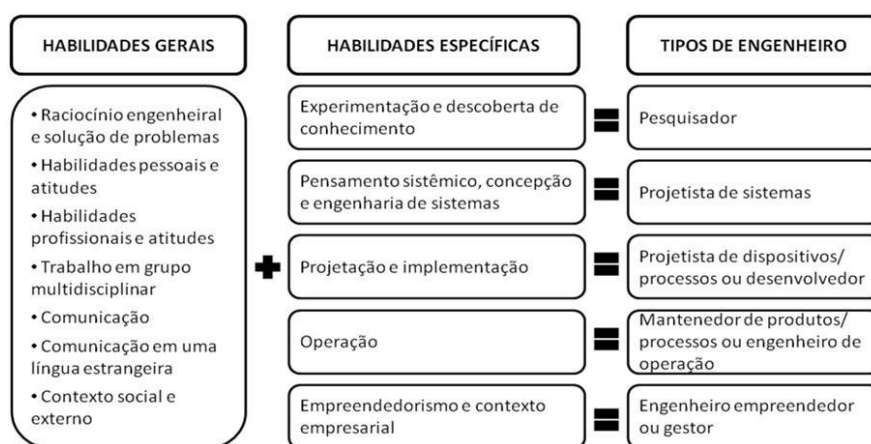 HABILIDADES GERAIS
HABILIDADES ESPECÍFICAS
TIPOS DE ENGENHEIRO
• Raciocínio engenheiral
e solução de problemas
• Habilidades pessoais e
atitudes
• Habilidades
profissionais e atitudes
• Trabalho em grupo
multidisciplinar
• Comunicação
• Comunicação em uma
língua estrangeira
• Contexto social e
externo
Experimentação e descoberta de
conhecimento
Pesquisador
Pensamento sistêmico, concepção
e engenharia de sistemas
Projetista de sistemas
Projetação e implementação
Projetista de dispositivos/
processos ou desenvolvedor
Operação
Mantenedor de produtos/
processos ou engenheiro de
operação
Empreendedorismo e contexto
empresarial
Engenheiro empreendedor
ou gestor